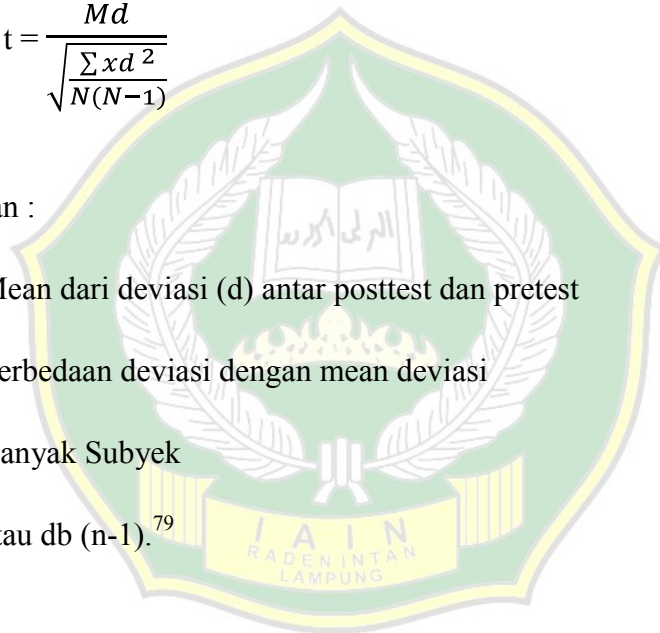 t = Md / √(∑xd² / N(N−1))
an :
Mean dari deviasi (d) antar posttest dan pretest
erbedaan deviasi dengan mean deviasi
anyak Subyek
tau db (n-1).⁷⁹
IAIN
RADEN INTAN
LAMPUNG